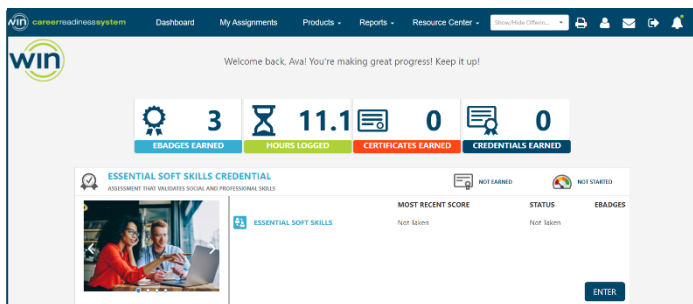 win careerreadinesssystem Dashboard My Assignments Products Reports Resource Center Show/Hide Offerin...
win
Welcome back, Ava! You're making great progress! Keep it up!
3 11.1 0 0
EBADGES EARNED HOURS LOGGED CERTIFICATES EARNED CREDENTIALS EARNED
ESSENTIAL SOFT SKILLS CREDENTIAL NOT EARNED NOT STARTED
ASSESSMENT THAT VALIDATES SOCIAL AND PROFESSIONAL SKILLS
MOST RECENT SCORE STATUS EBADGES
ESSENTIAL SOFT SKILLS Not Taken Not Taken
ENTER